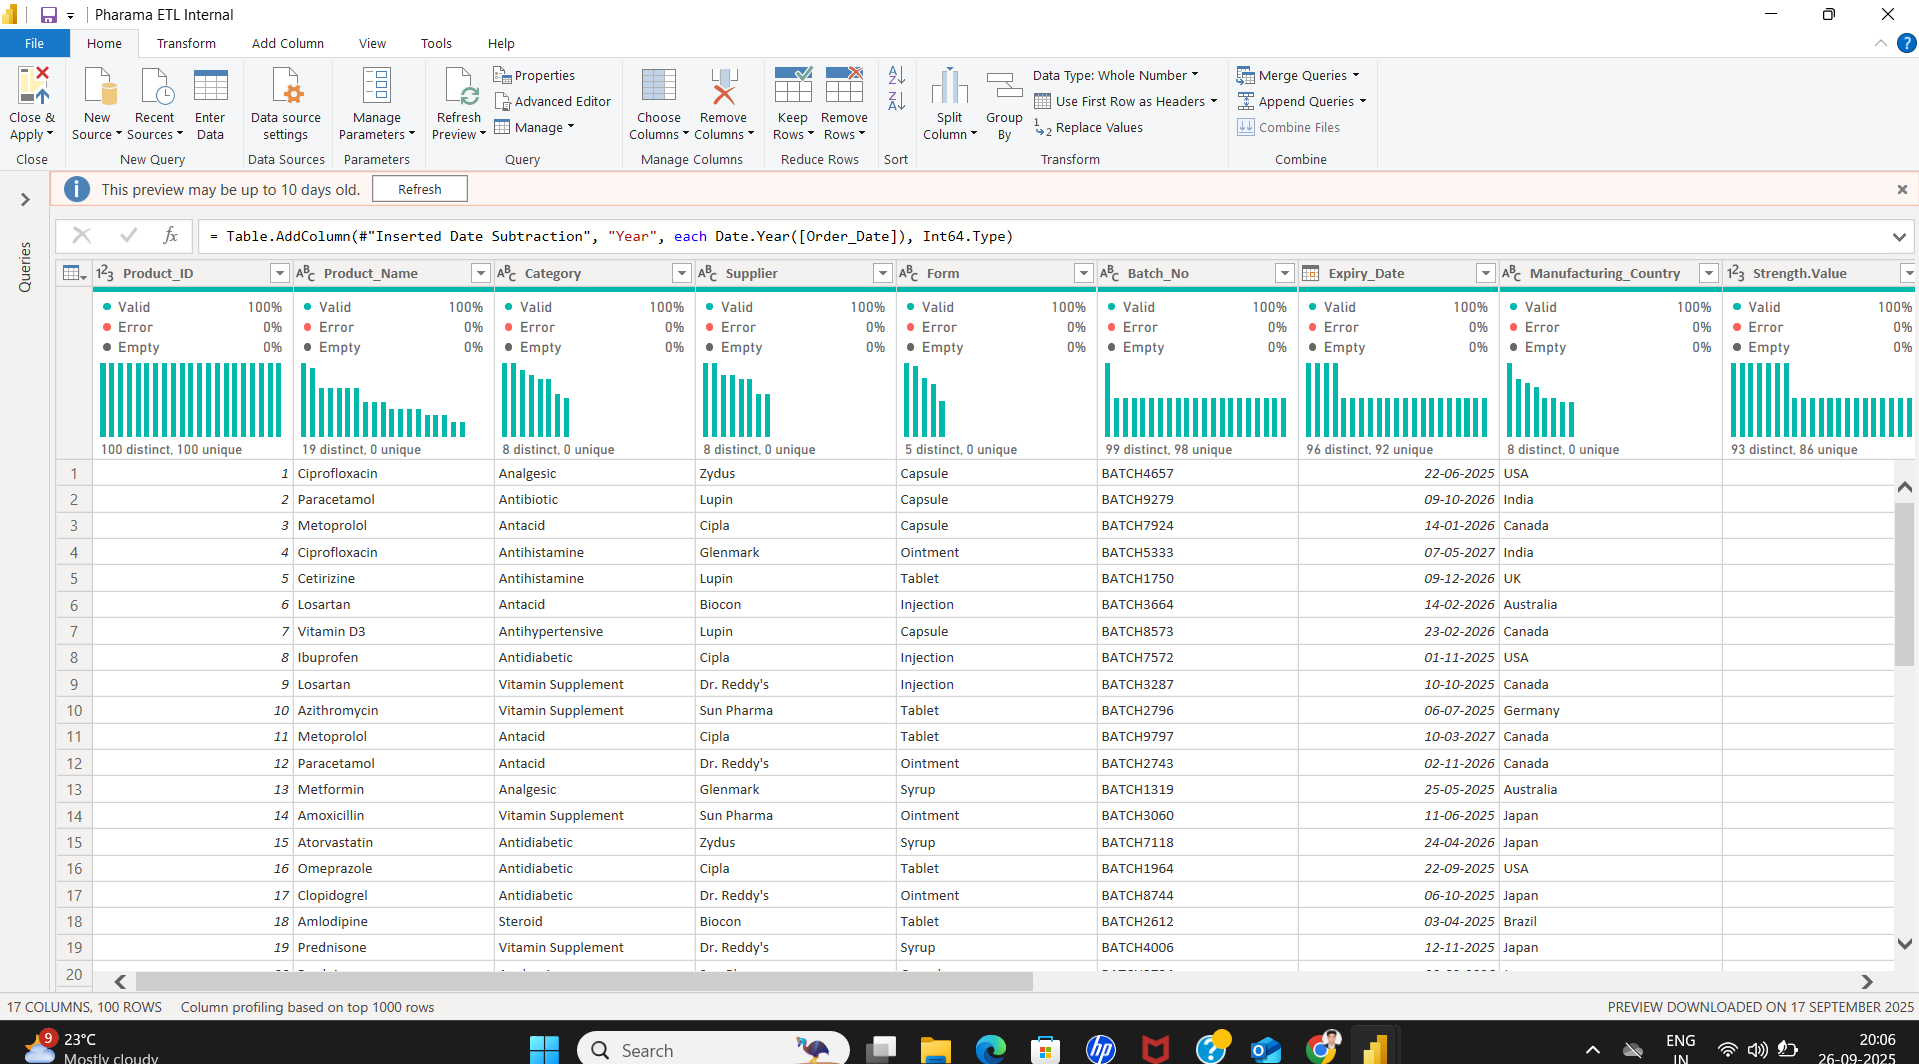 Pharama ETL Internal
File Home Transform Add Column View Tools Help
Close & Apply
New Source
Recent Sources
Enter Data
Data source settings
Manage Parameters
Refresh Preview
Properties
Advanced Editor
Manage
Choose Columns
Remove Columns
Keep Rows
Remove Rows
Split Column
Group By
Data Type: Whole Number
Use First Row as Headers
Replace Values
Merge Queries
Append Queries
Combine Files
Close New Query Data Sources Parameters Query Manage Columns Reduce Rows Sort Transform Combine
This preview may be up to 10 days old. Refresh
Queries
fx = Table.AddColumn(#"Inserted Date Subtraction", "Year", each Date.Year([Order_Date]), Int64.Type)
Product_ID Product_Name Category Supplier Form Batch_No Expiry_Date Manufacturing_Country Strength.Value
Valid 100% Valid 100% Valid 100% Valid 100% Valid 100% Valid 100% Valid 100% Valid 100% Valid 100%
Error 0% Error 0% Error 0% Error 0% Error 0% Error 0% Error 0% Error 0% Error 0%
Empty 0% Empty 0% Empty 0% Empty 0% Empty 0% Empty 0% Empty 0% Empty 0% Empty 0%
100 distinct, 100 unique 19 distinct, 0 unique 8 distinct, 0 unique 8 distinct, 0 unique 5 distinct, 0 unique 99 distinct, 98 unique 96 distinct, 92 unique 8 distinct, 0 unique 93 distinct, 86 unique
1 1 Ciprofloxacin Analgesic Zydus Capsule BATCH4657 22-06-2025 USA
2 2 Paracetamol Antibiotic Lupin Capsule BATCH9279 09-10-2026 India
3 3 Metoprolol Antacid Cipla Capsule BATCH7924 14-01-2026 Canada
4 4 Ciprofloxacin Antihistamine Glenmark Ointment BATCH5333 07-05-2027 India
5 5 Cetirizine Antihistamine Lupin Tablet BATCH1750 09-12-2026 UK
6 6 Losartan Antacid Biocon Injection BATCH3664 14-02-2026 Australia
7 7 Vitamin D3 Antihypertensive Lupin Capsule BATCH8573 23-02-2026 Canada
8 8 Ibuprofen Antidiabetic Cipla Injection BATCH7572 01-11-2025 USA
9 9 Losartan Vitamin Supplement Dr. Reddy's Injection BATCH3287 10-10-2025 Canada
10 10 Azithromycin Vitamin Supplement Sun Pharma Tablet BATCH2796 06-07-2025 Germany
11 11 Metoprolol Antacid Cipla Tablet BATCH9797 10-03-2027 Canada
12 12 Paracetamol Antacid Dr. Reddy's Ointment BATCH2743 02-11-2026 Canada
13 13 Metformin Analgesic Glenmark Syrup BATCH1319 25-05-2025 Australia
14 14 Amoxicillin Vitamin Supplement Sun Pharma Ointment BATCH3060 11-06-2025 Japan
15 15 Atorvastatin Antidiabetic Zydus Syrup BATCH7118 24-04-2026 Japan
16 16 Omeprazole Antidiabetic Cipla Tablet BATCH1964 22-09-2025 USA
17 17 Clopidogrel Antidiabetic Dr. Reddy's Ointment BATCH8744 06-10-2025 Japan
18 18 Amlodipine Steroid Biocon Tablet BATCH2612 03-04-2025 Brazil
19 19 Prednisone Vitamin Supplement Dr. Reddy's Syrup BATCH4006 12-11-2025 Japan
20
17 COLUMNS, 100 ROWS Column profiling based on top 1000 rows PREVIEW DOWNLOADED ON 17 SEPTEMBER 2025
9 23°C
Mostly cloudy
Search
hp
ENG
IN
20:06
26-09-2025